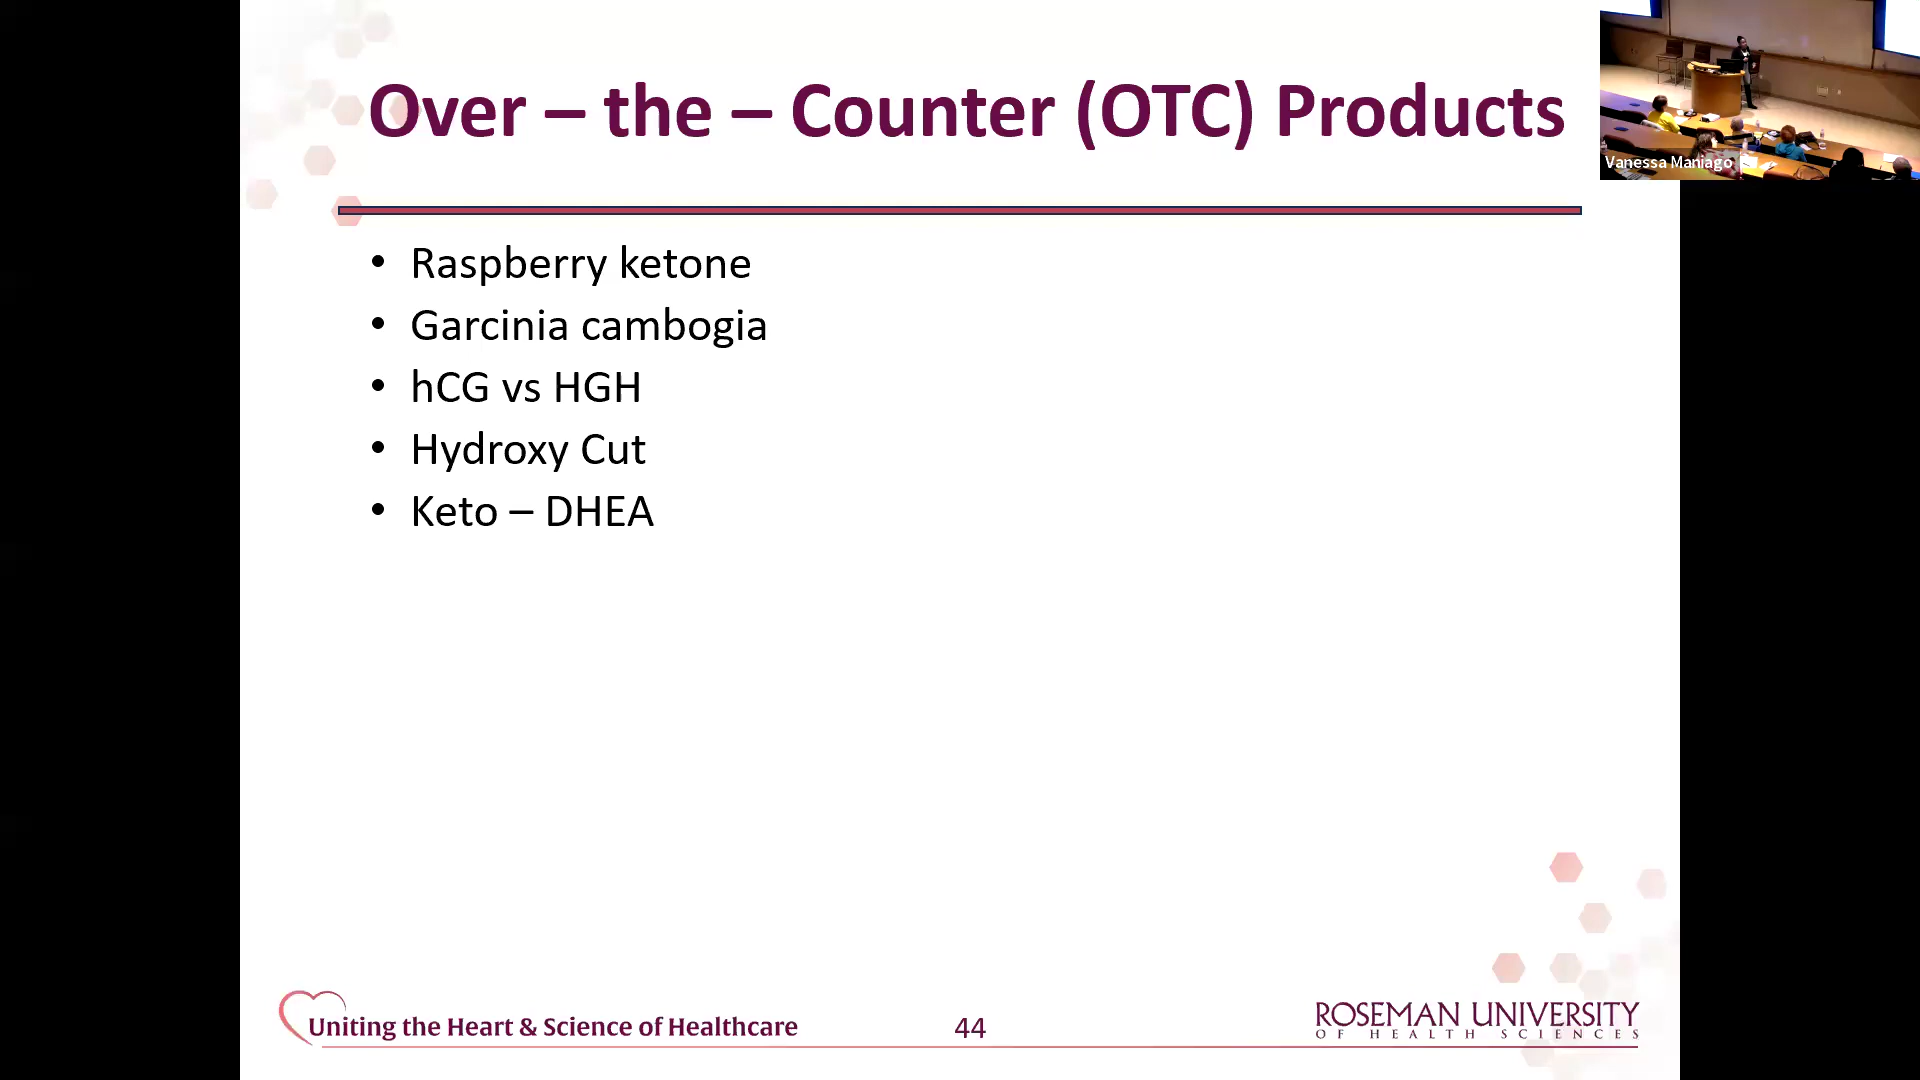 Over – the – Counter (OTC) Products
Vanessa Maniago
• Raspberry ketone
• Garcinia cambogia
• hCG vs HGH
• Hydroxy Cut
• Keto – DHEA
Uniting the Heart & Science of Healthcare
44
ROSEMAN UNIVERSITY
OF HEALTH SCIENCES